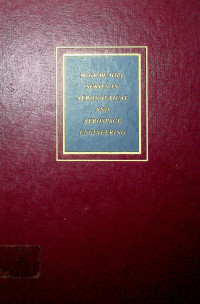 McGRAW-HILL
SERIES IN
AERONAUTICAL
AND
AEROSPACE
ENGINEERING